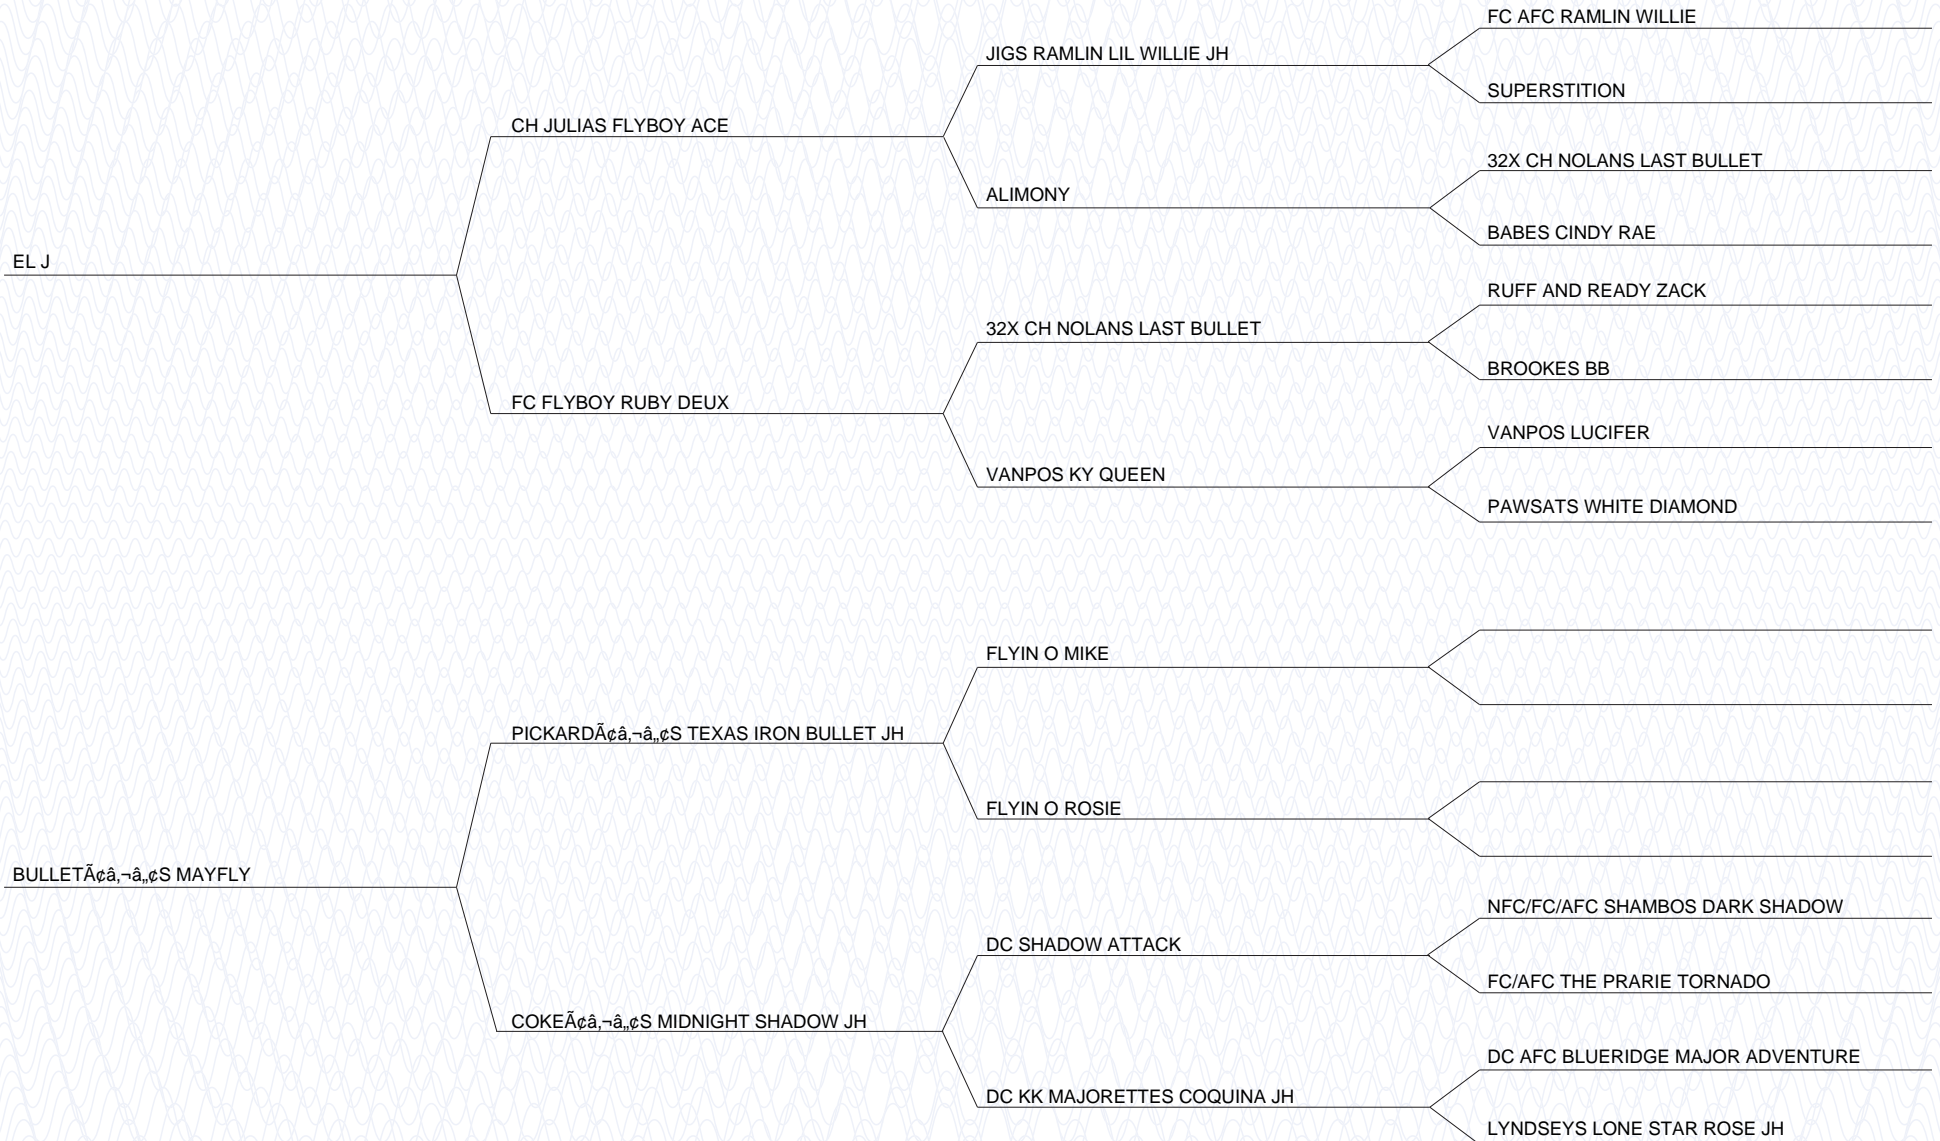 FC AFC RAMLIN WILLIE
JIGS RAMLIN LIL WILLIE JH
SUPERSTITION
CH JULIAS FLYBOY ACE
32X CH NOLANS LAST BULLET
ALIMONY
BABES CINDY RAE
EL J
RUFF AND READY ZACK
32X CH NOLANS LAST BULLET
BROOKES BB
FC FLYBOY RUBY DEUX
VANPOS LUCIFER
VANPOS KY QUEEN
PAWSATS WHITE DIAMOND
FLYIN O MIKE
PICKARDÃ¢â‚¬â„¢S TEXAS IRON BULLET JH
FLYIN O ROSIE
BULLETÃ¢â‚¬â„¢S MAYFLY
NFC/FC/AFC SHAMBOS DARK SHADOW
DC SHADOW ATTACK
FC/AFC THE PRARIE TORNADO
COKEÃ¢â‚¬â„¢S MIDNIGHT SHADOW JH
DC AFC BLUERIDGE MAJOR ADVENTURE
DC KK MAJORETTES COQUINA JH
LYNDSEYS LONE STAR ROSE JH